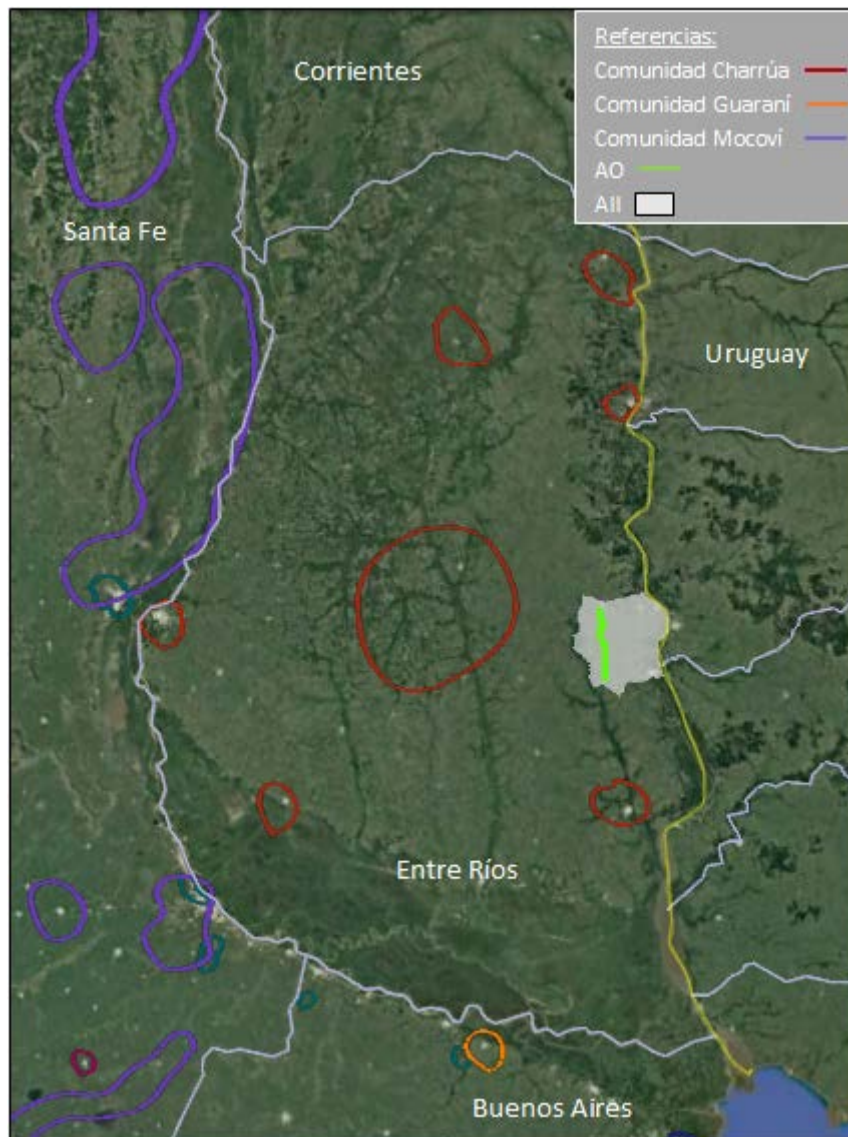 Corrientes
Referencias:
Comunidad Charrúa
Comunidad Guaraní
Comunidad Mocoví
AO
AII
Santa Fe
Uruguay
Entre Ríos
Buenos Aires